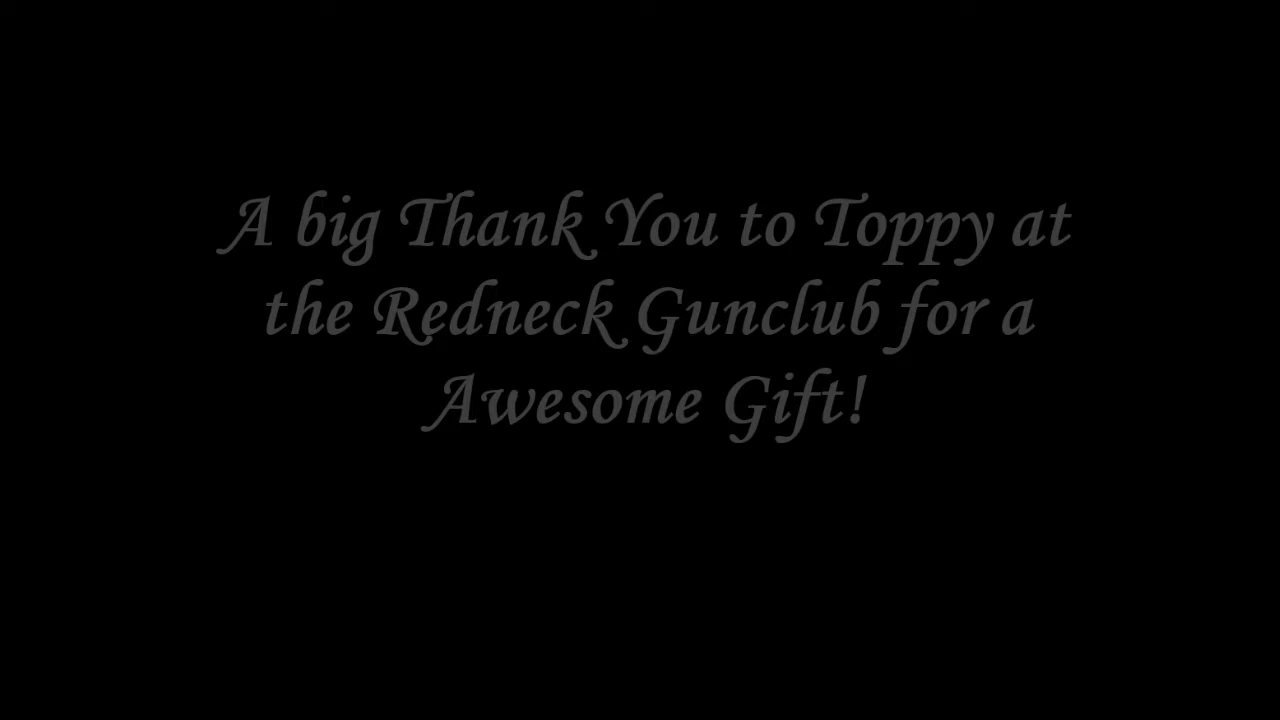 A big Thank You to Toppy at
the Redneck Gunclub for a
Awesome Gift!